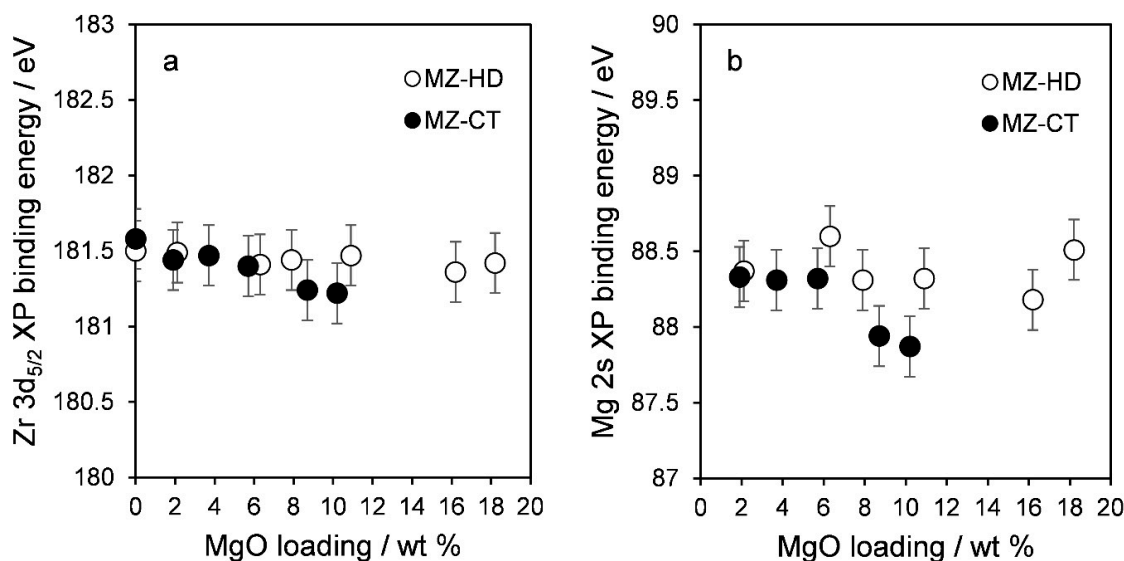 a
MZ-HD
MZ-CT
Zr 3d5/2 XP binding energy / eV
183
182.5
182
181.5
181
180.5
180
0 2 4 6 8 10 12 14 16 18 20
MgO loading / wt %
b
MZ-HD
MZ-CT
Mg 2s XP binding energy / eV
90
89.5
89
88.5
88
87.5
87
0 2 4 6 8 10 12 14 16 18 20
MgO loading / wt %